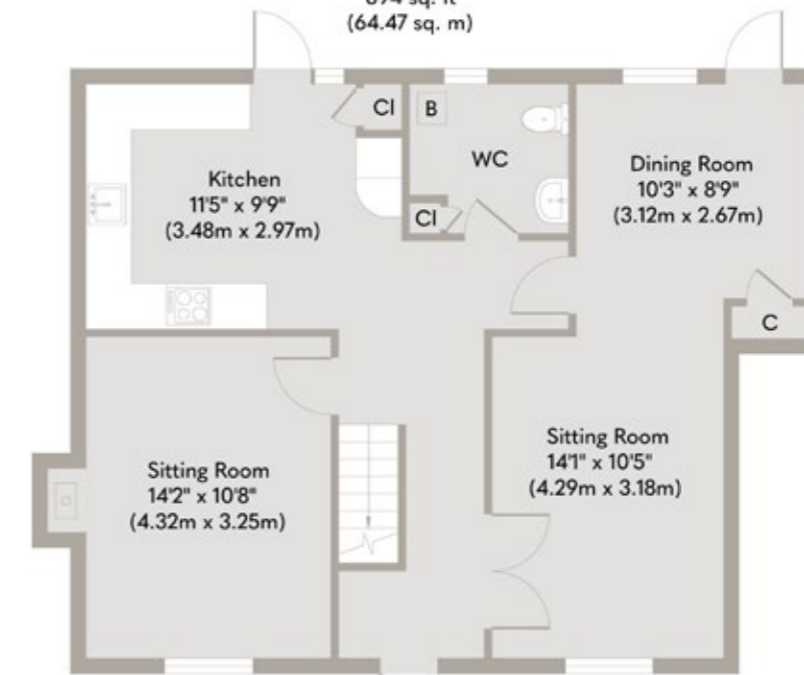 (64.47 sq. m)
Cl
B
WC
Cl
Kitchen
11'5" x 9'9"
(3.48m x 2.97m)
Dining Room
10'3" x 8'9"
(3.12m x 2.67m)
C
Sitting Room
14'2" x 10'8"
(4.32m x 3.25m)
Sitting Room
14'1" x 10'5"
(4.29m x 3.18m)